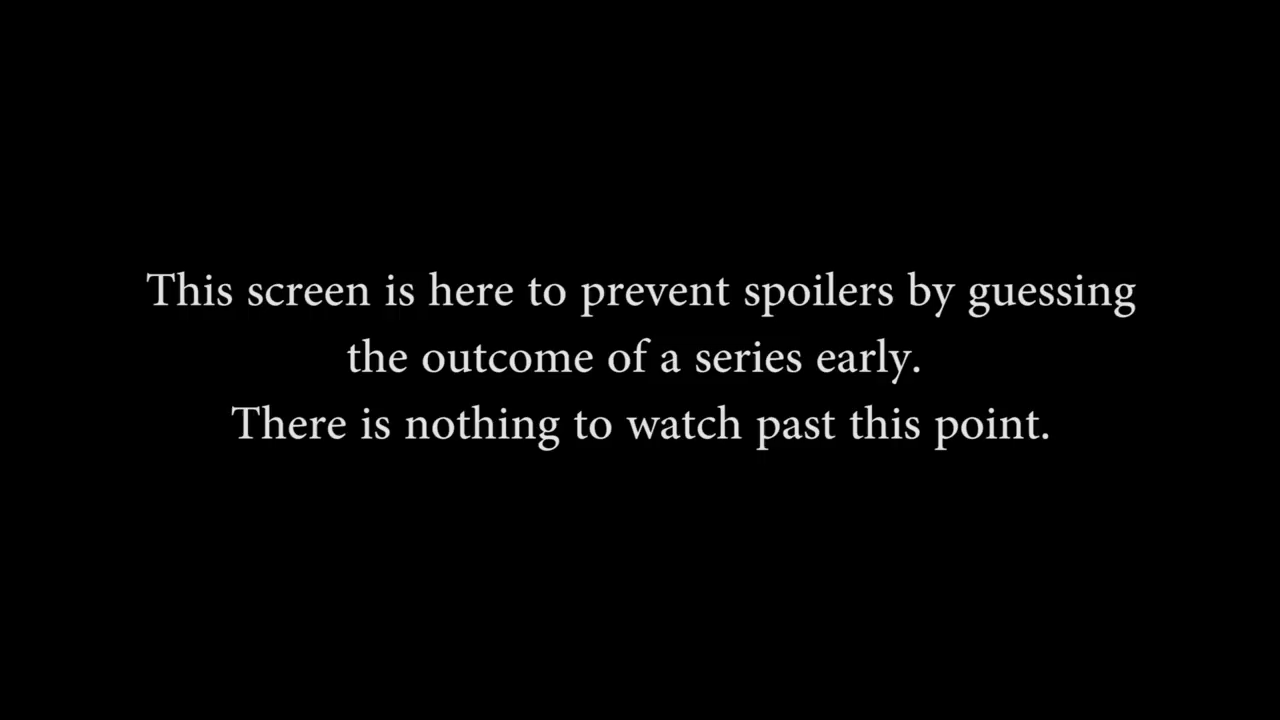 This screen is here to prevent spoilers by guessing
the outcome of a series early.
There is nothing to watch past this point.